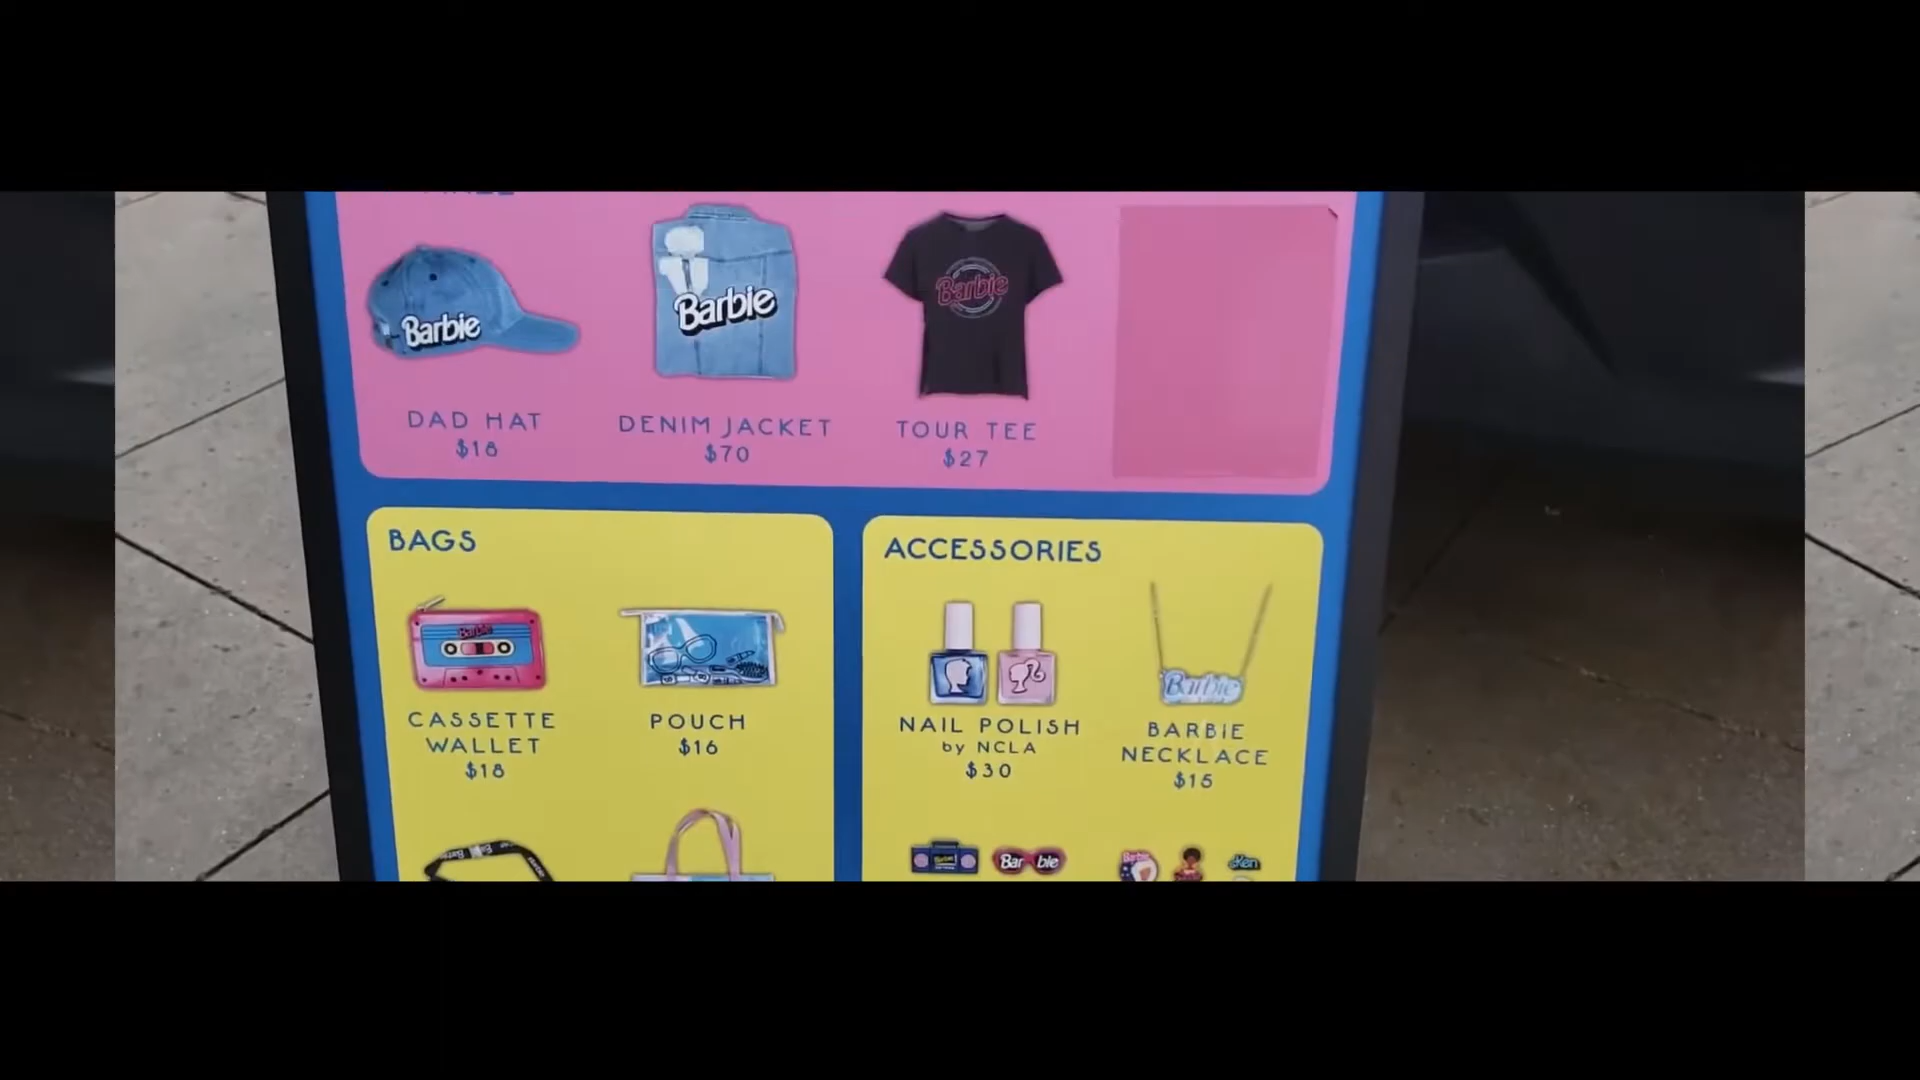 Barbie
Barbie
Barbie
DAD HAT
$18
DENIM JACKET
$70
TOUR TEE
$27
BAGS
Barbie
CASSETTE
WALLET
$18
POUCH
$16
ACCESSORIES
Barbie
NAIL POLISH
by NCLA
$30
BARBIE
NECKLACE
$15
Barbie
Barbie
Ken